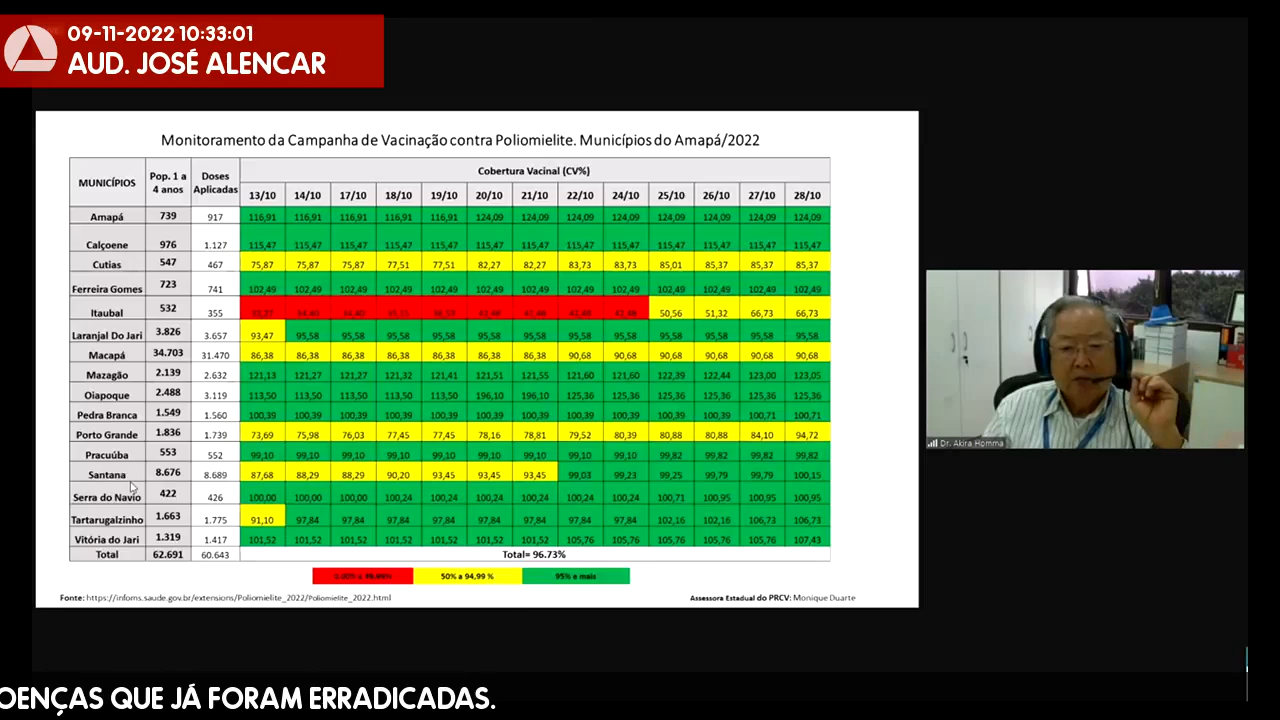 09-11-2022 10:33:01
AUD. JOSÉ ALENCAR
Monitoramento da Campanha de Vacinação contra Poliomielite. Municípios do Amapá/2022
MUNICÍPIOS Pop. 1 a 4 anos Doses Aplicadas Cobertura Vacinal (CV%)
13/10 14/10 17/10 18/10 19/10 20/10 21/10 22/10 24/10 25/10 26/10 27/10 28/10
Amapá 739 917 116,91 116,91 116,91 116,91 116,91 124,09 124,09 124,09 124,09 124,09 124,09 124,09 124,09
Calçoene 976 1.127 115,47 115,47 115,47 115,47 115,47 115,47 115,47 115,47 115,47 115,47 115,47 115,47 115,47
Cutias 547 467 75,87 75,87 75,87 77,51 77,51 82,27 82,27 83,73 83,73 85,01 85,37 85,37 85,37
Ferreira Gomes 723 741 102,49 102,49 102,49 102,49 102,49 102,49 102,49 102,49 102,49 102,49 102,49 102,49 102,49
Itaubal 532 355 50,56 51,32 66,73 66,73
Laranjal Do Jari 3.826 3.657 93,47 95,58 95,58 95,58 95,58 95,58 95,58 95,58 95,58 95,58 95,58 95,58 95,58
Macapá 34.703 31.470 86,38 86,38 86,38 86,38 86,38 86,38 86,38 90,68 90,68 90,68 90,68 90,68 90,68
Mazagão 2.139 2.632 121,13 121,27 121,27 121,32 121,41 121,51 121,55 121,60 121,60 122,39 122,44 123,00 123,05
Oiapoque 2.488 3.119 113,50 113,50 113,50 113,50 113,50 196,10 196,10 125,36 125,36 125,36 125,36 125,36 125,36
Pedra Branca 1.549 1.560 100,39 100,39 100,39 100,39 100,39 100,39 100,39 100,39 100,39 100,39 100,39 100,71 100,71
Porto Grande 1.836 1.739 73,69 75,98 76,03 77,45 77,45 78,16 78,81 79,52 80,39 80,88 80,88 84,10 94,72
Pracuúba 553 552 99,10 99,10 99,10 99,10 99,10 99,10 99,10 99,10 99,10 99,82 99,82 99,82 99,82
Santana 8.676 8.689 87,68 88,29 88,29 90,20 93,45 93,45 93,45 99,03 99,23 99,25 99,79 99,79 100,15
Serra do Navio 422 426 100,00 100,00 100,00 100,24 100,24 100,24 100,24 100,24 100,24 100,71 100,95 100,95 100,95
Tartarugalzinho 1.663 1.775 91,10 97,84 97,84 97,84 97,84 97,84 97,84 97,84 97,84 102,16 102,16 106,73 106,73
Vitória do Jari 1.319 1.417 101,52 101,52 101,52 101,52 101,52 105,76 105,76 105,76 105,76 105,76 105,76 105,76 107,43
Total 62.691 60.643 Total= 96.73%
50% a 94,99 % 95% e mais
Fonte: https://infoms.saude.gov.br/extensions/Poliomielite_2022/Poliomielite_2022.html Assessora Estadual do PRCV: Monique Duarte
Dr. Akira Homma
OENÇAS QUE JÁ FORAM ERRADICADAS.